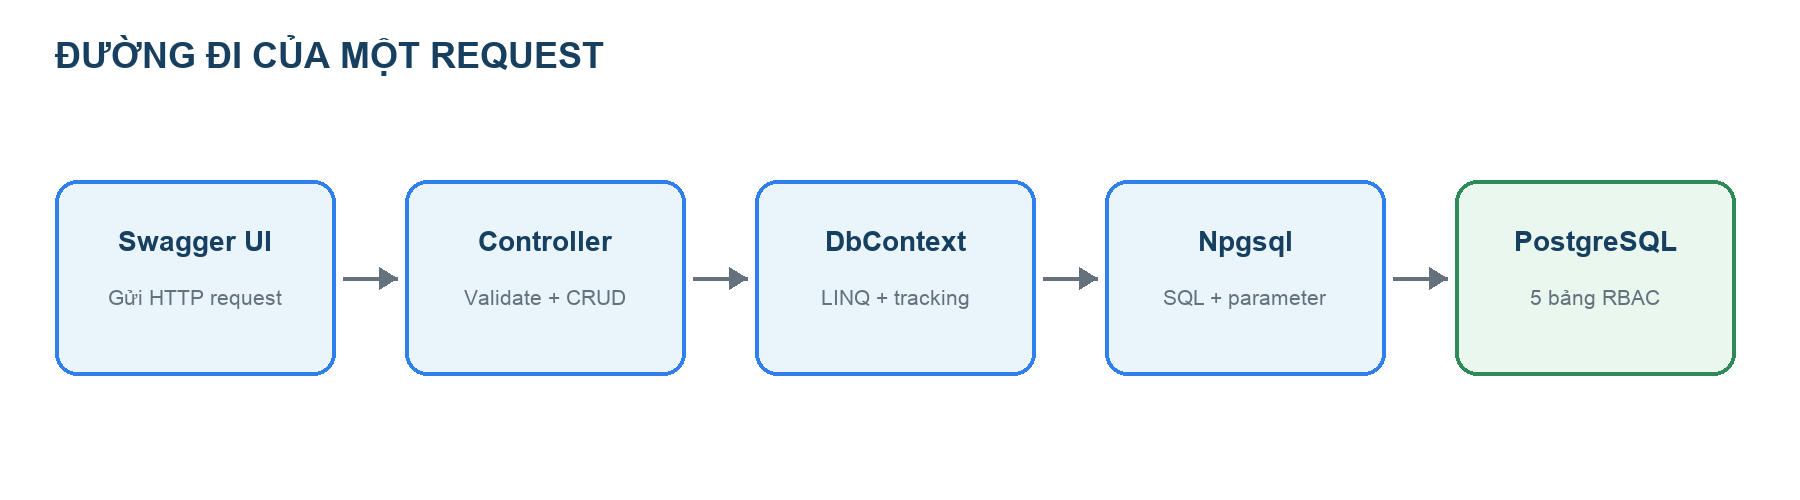 ĐƯỜNG ĐI CỦA MỘT REQUEST
Swagger UI
Gửi HTTP request
Controller
Validate + CRUD
DbContext
LINQ + tracking
Npgsql
SQL + parameter
PostgreSQL
5 bảng RBAC